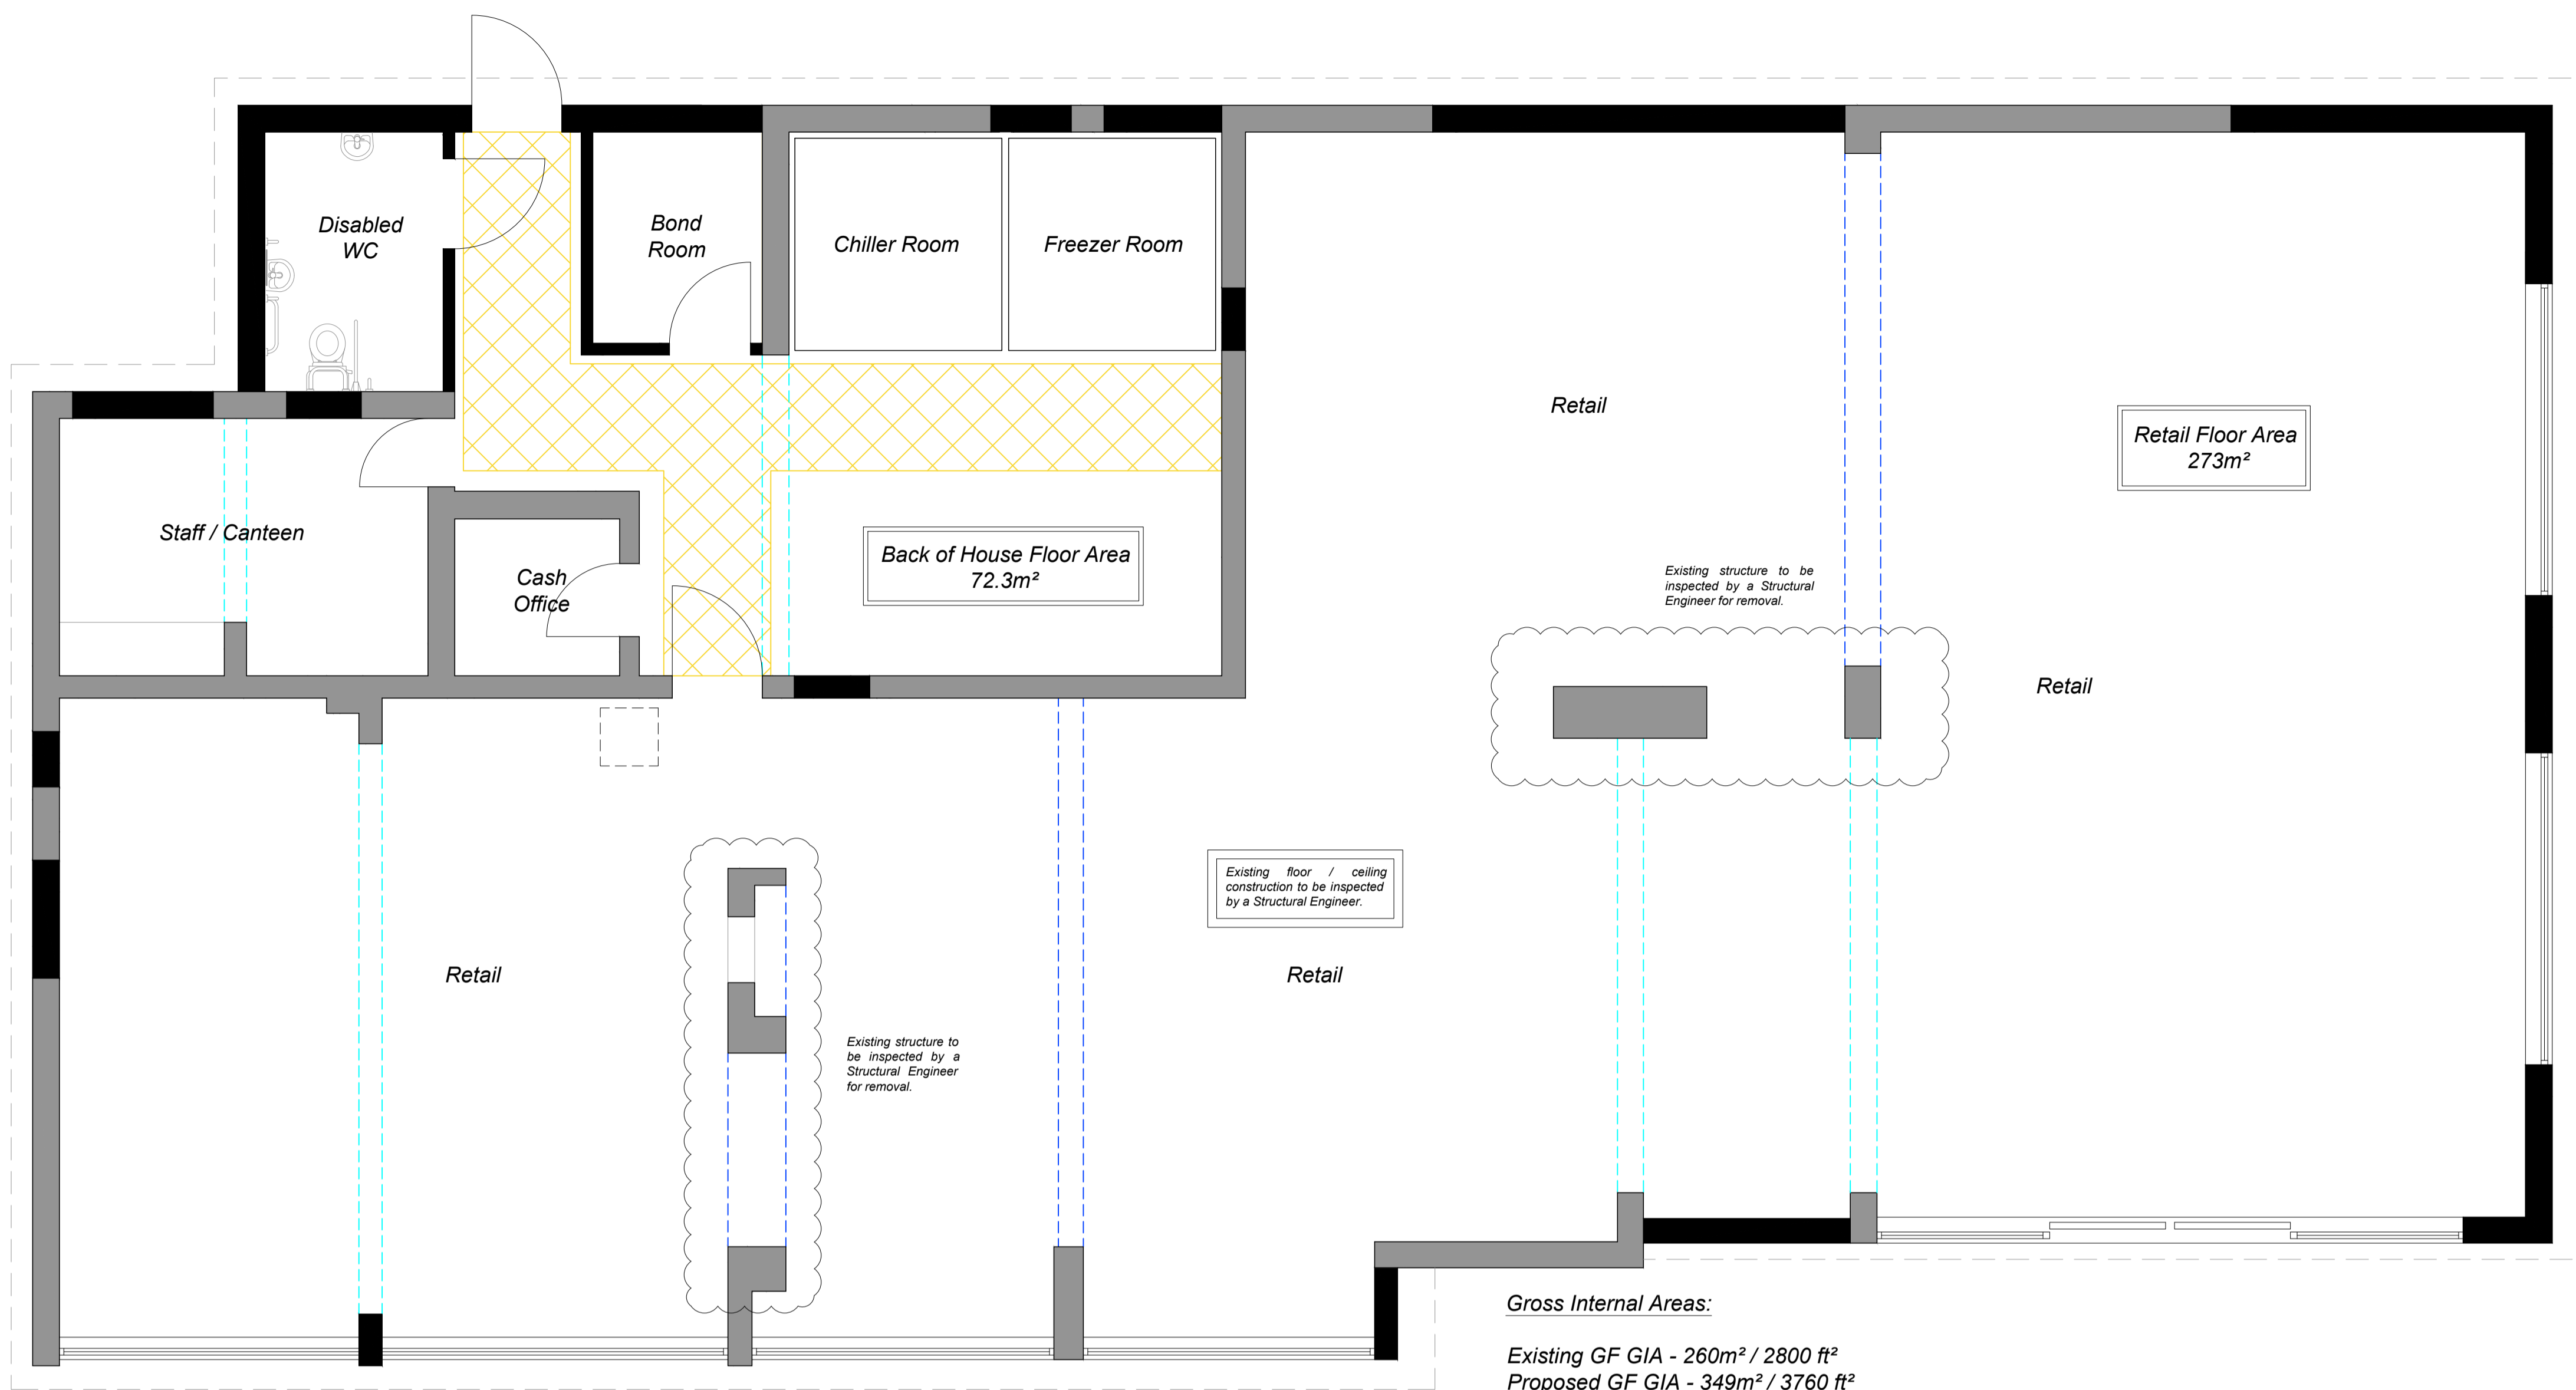 Disabled
WC
Bond
Room
Chiller Room
Freezer Room
Retail
Retail Floor Area
273m²
Staff / Canteen
Cash
Office
Back of House Floor Area
72.3m²
Existing structure to be
inspected by a Structural
Engineer for removal.
Retail
Existing floor / ceiling
construction to be inspected
by a Structural Engineer.
Retail
Retail
Existing structure to
be inspected by a
Structural Engineer
for removal.
Gross Internal Areas:
Existing GF GIA - 260m² / 2800 ft²
Proposed GF GIA - 349m² / 3760 ft²